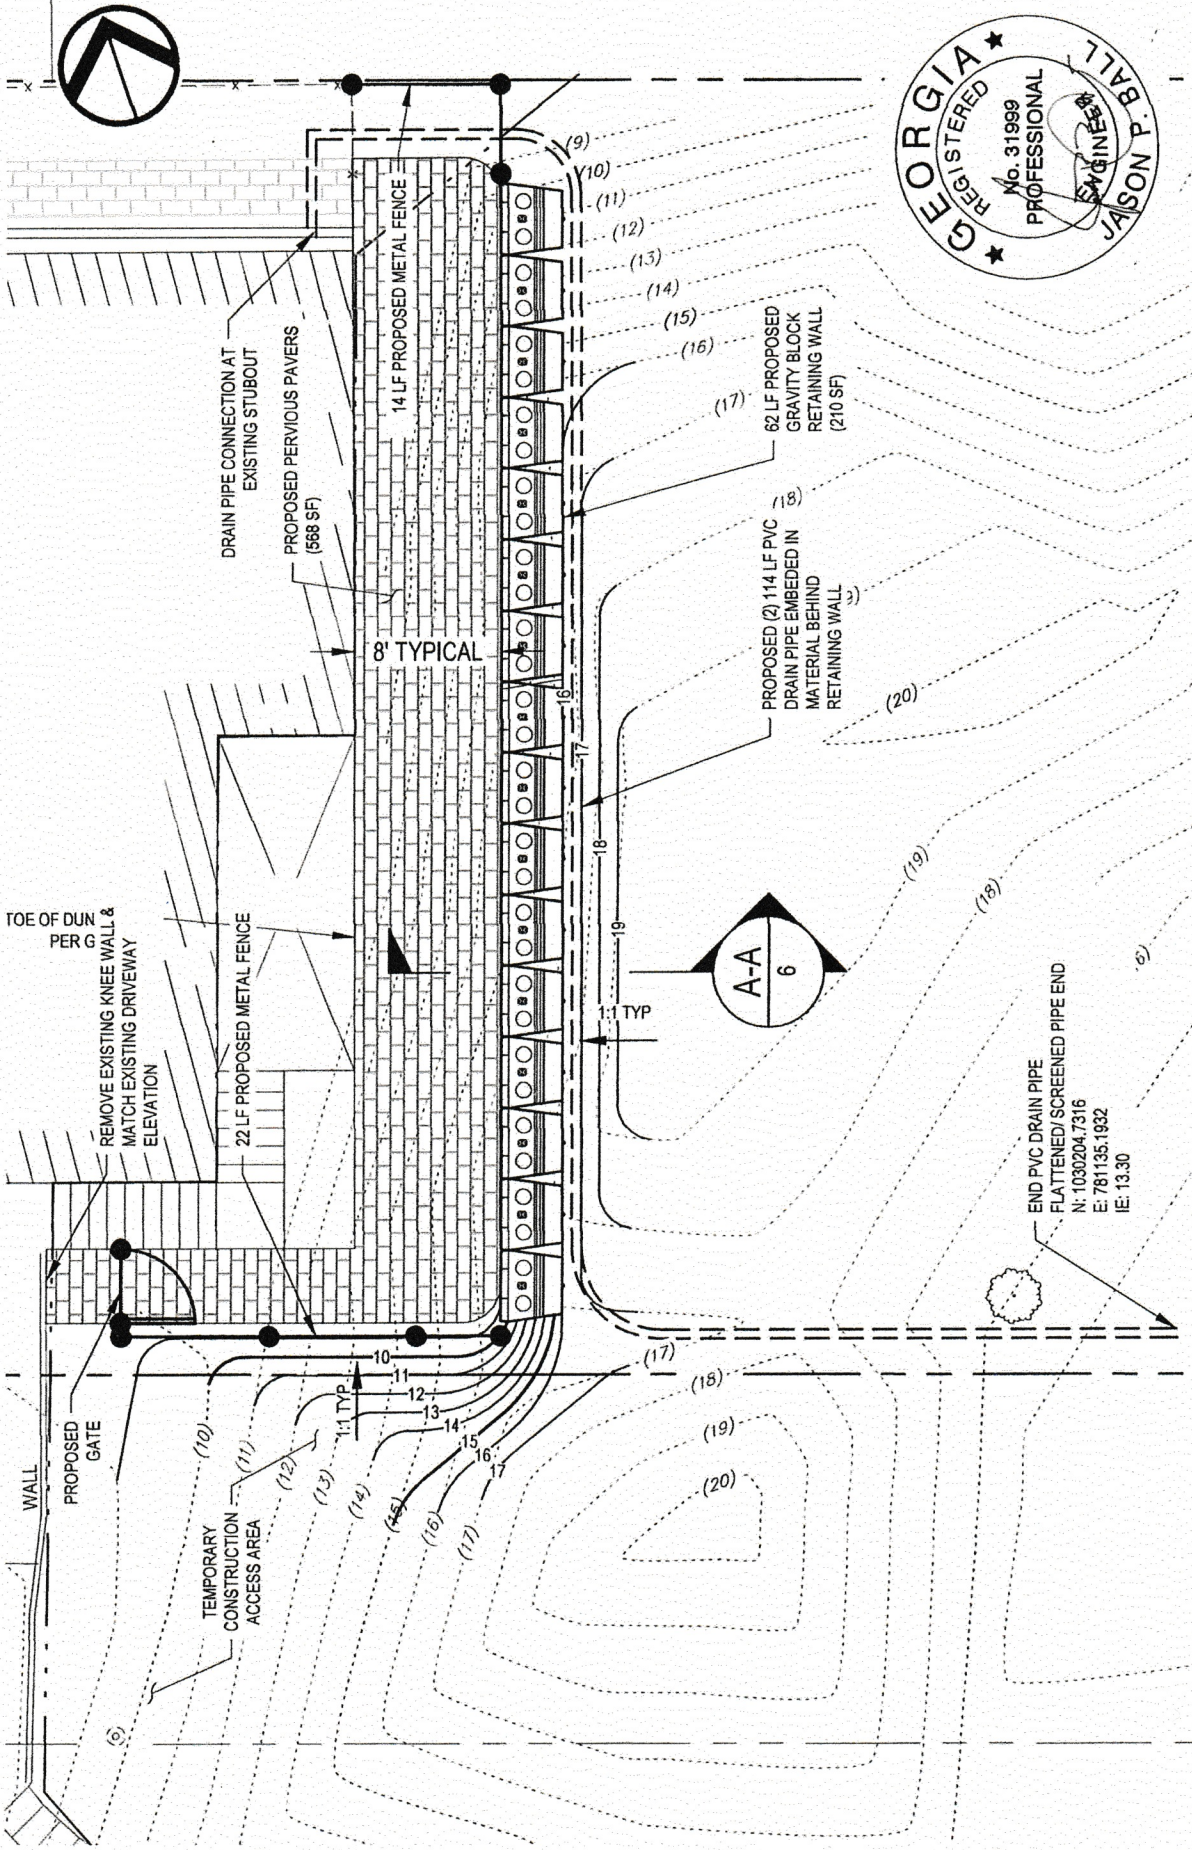 DRAIN PIPE CONNECTION AT
EXISTING STUBOUT
PROPOSED PERVIOUS PAVERS
(568 SF)
14 LF PROPOSED METAL FENCE
GEORGIA
REGISTERED
No. 31999
PROFESSIONAL
ENGINEER
JASON P. BALL
(9)
(10)
(11)
(12)
(13)
(14)
(15)
(16)
(17)
(18)
62 LF PROPOSED
GRAVITY BLOCK
RETAINING WALL
(210 SF)
PROPOSED (2) 114 LF PVC
DRAIN PIPE EMBEDED IN
MATERIAL BEHIND
RETAINING WALL
9)
8' TYPICAL
16
17
18
19
(20)
(19)
(18)
6)
TOE OF DUN
PER G
REMOVE EXISTING KNEE WALL &
MATCH EXISTING DRIVEWAY
ELEVATION
22 LF PROPOSED METAL FENCE
A-A
6
1:1 TYP
END PVC DRAIN PIPE
FLATTENED/SCREENED PIPE END
N: 1030204.7316
E: 781135.1932
IE: 13.30
WALL
PROPOSED
GATE
TEMPORARY
CONSTRUCTION
ACCESS AREA
1:1 TYP
10
11
12
13
14
15
16
17
(10)
(11)
(12)
(13)
(14)
(15)
(16)
(17)
(17)
(18)
(19)
(20)
(9)